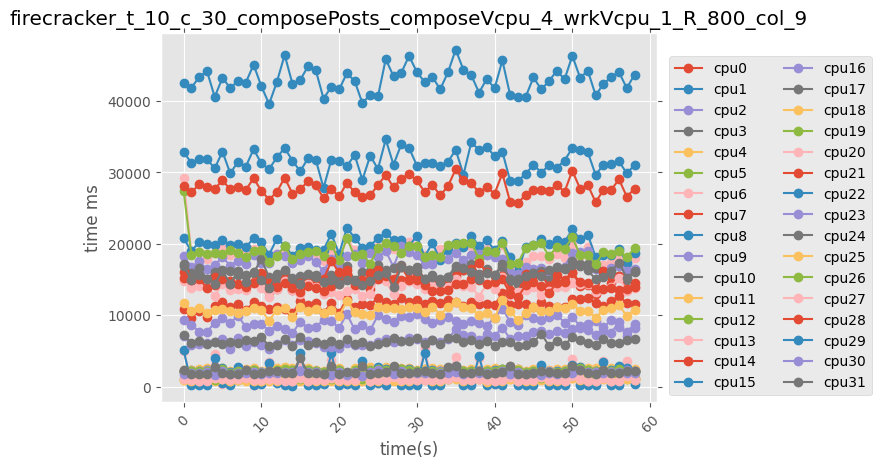 firecracker_t_10_c_30_composePosts_composeVcpu_4_wrkVcpu_1_R_800_col_9
time ms
40000
30000
20000
10000
0
0
10
20
30
40
50
60
time(s)
cpu0
cpu1
cpu2
cpu3
cpu4
cpu5
cpu6
cpu7
cpu8
cpu9
cpu10
cpu11
cpu12
cpu13
cpu14
cpu15
cpu16
cpu17
cpu18
cpu19
cpu20
cpu21
cpu22
cpu23
cpu24
cpu25
cpu26
cpu27
cpu28
cpu29
cpu30
cpu31